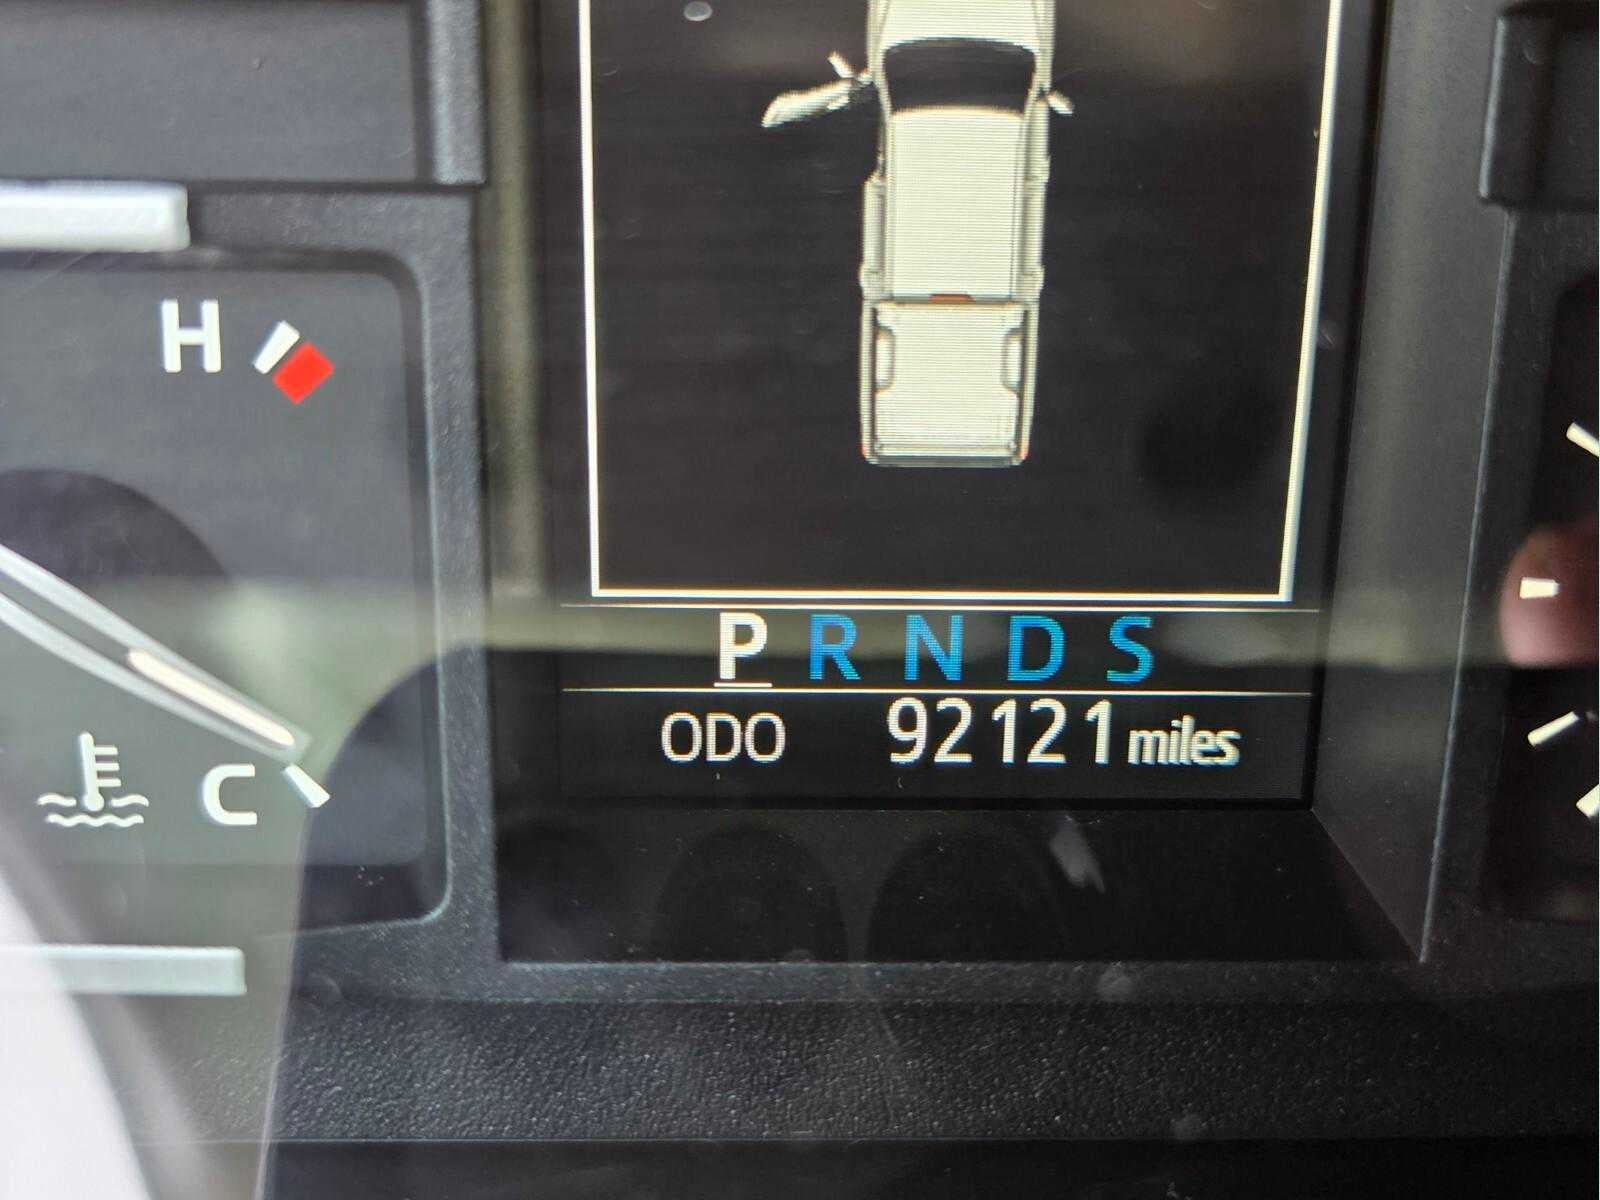 H
P R N D S
ODO 92121 miles
C